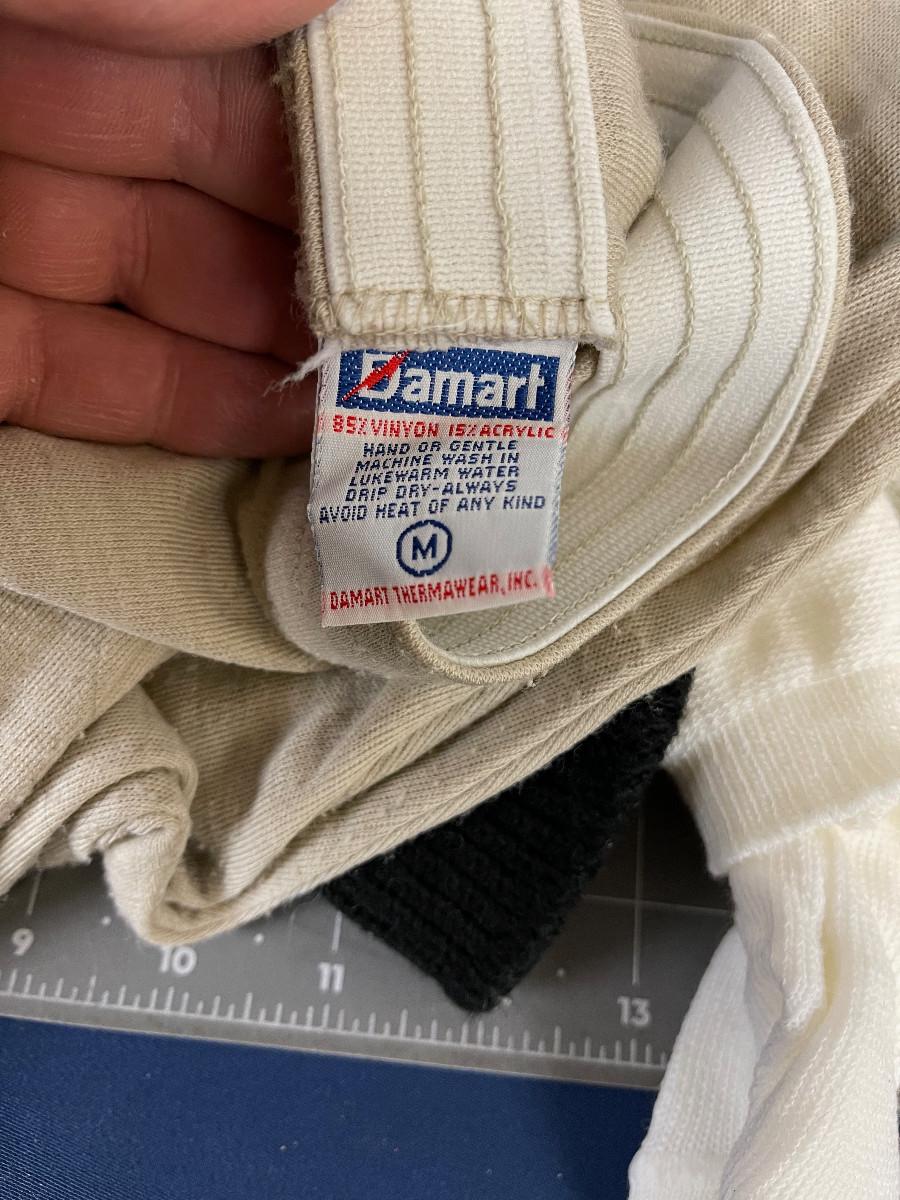 Damart
85% VINYON 15% ACRYLIC
HAND OR GENTLE
MACHINE WASH IN
LUKEWARM WATER
DRIP DRY-ALWAYS
AVOID HEAT OF ANY KIND
M
DAMART THERMAWEAR, INC.
9
10
11
13